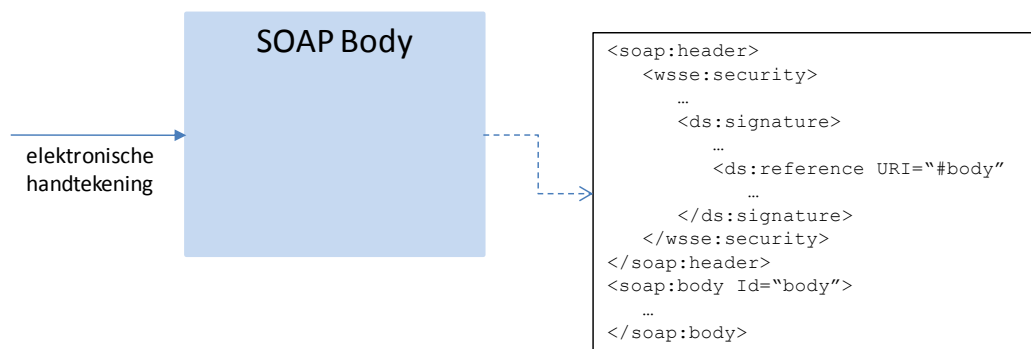 SOAP Body
elektronische
handtekening
<soap:header>
<wsse:security>
…
<ds:signature>
…
<ds:reference URI=“#body”
…
</ds:signature>
</wsse:security>
</soap:header>
<soap:body Id=“body”>
…
</soap:body>